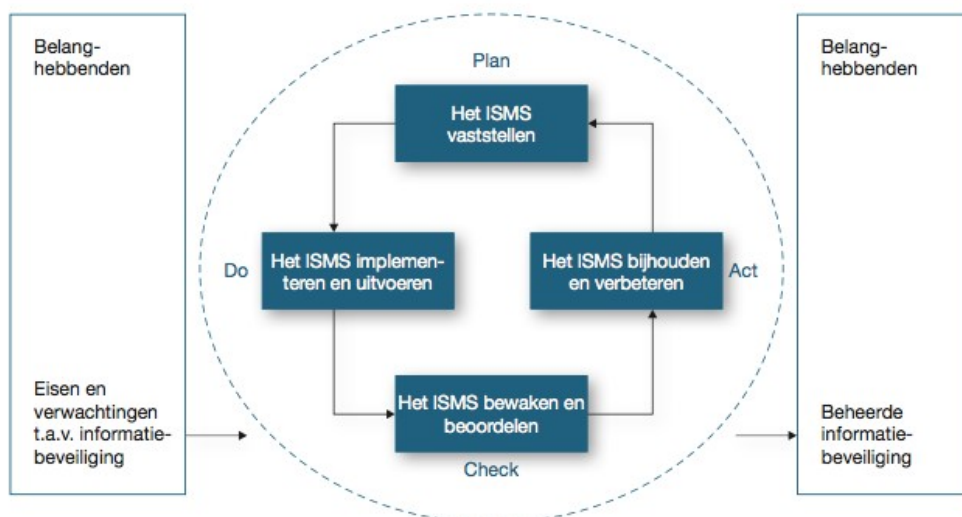 Belang-
hebbenden
Eisen en
verwachtingen
t.a.v. informatie-
beveiliging
Plan
Het ISMS
vaststellen
Do
Het ISMS implemen-
teren en uitvoeren
Het ISMS bijhouden
en verbeteren
Act
Het ISMS bewaken en
beoordelen
Check
Belang-
hebbenden
Beheerde
informatie-
beveiliging